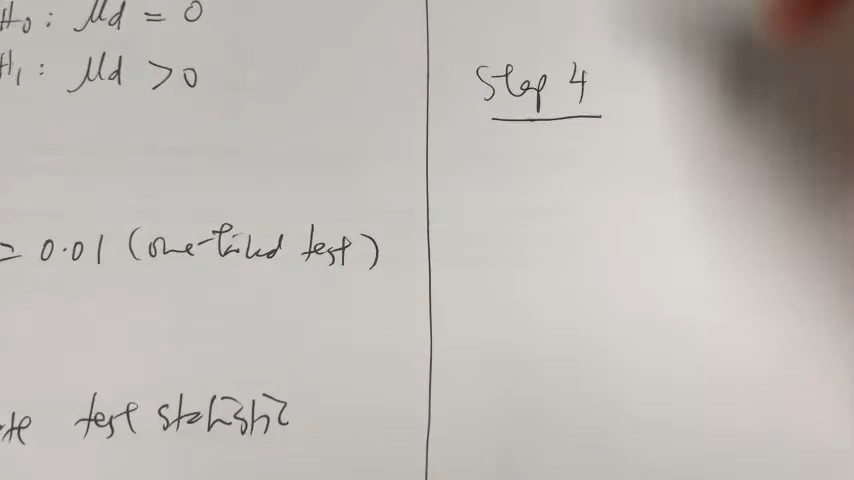 H₀ : μd = 0
H₁ : μd > 0
= 0.01 (one-tailed test)
test statistic
Step 4